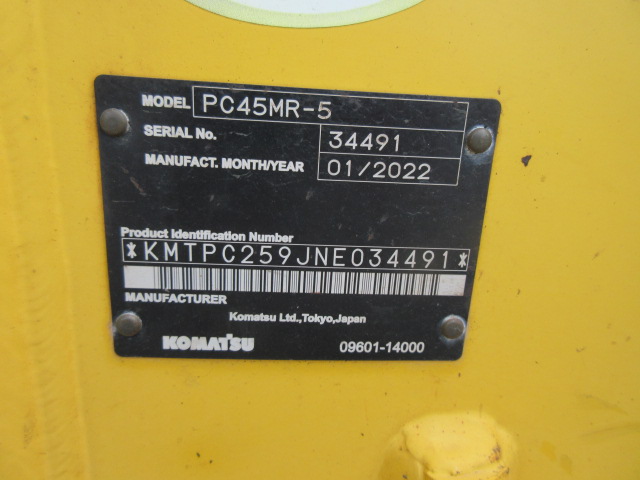 MODEL PC45MR-5
SERIAL No. 34491
MANUFACT. MONTH/YEAR 01/2022
Product Identification Number
*KMTPC259JNE034491*
MANUFACTURER
Komatsu Ltd.,Tokyo,Japan
KOMATSU 09601-14000